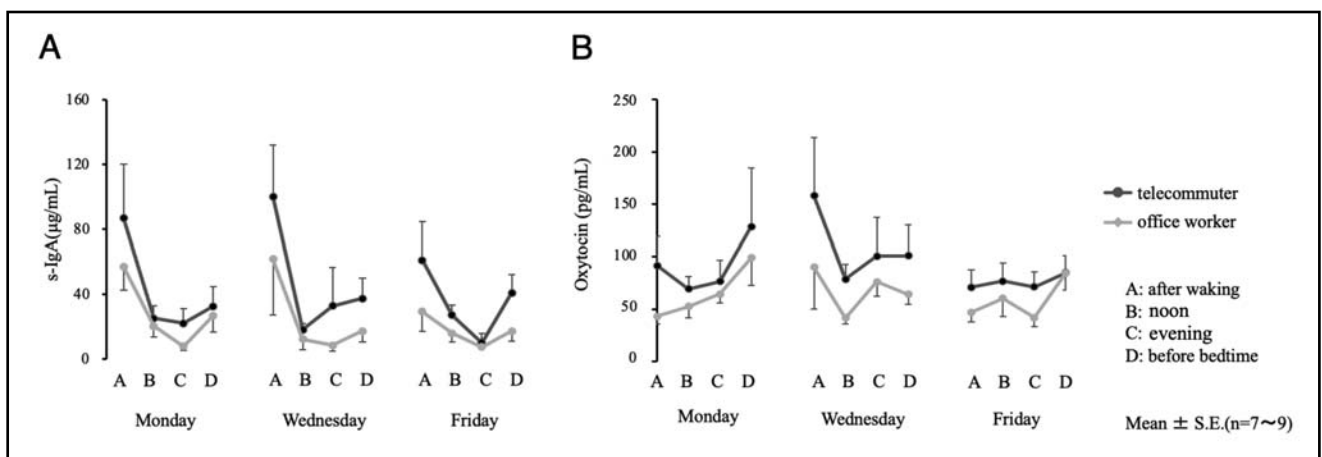 A
B
s-IgA(μg/mL)
160
120
80
40
0
A B C D
Monday
A B C D
Wednesday
A B C D
Friday
Oxytocin (pg/mL)
250
200
150
100
50
0
A B C D
Monday
A B C D
Wednesday
A B C D
Friday
telecommuter
office worker
A: after waking
B: noon
C: evening
D: before bedtime
Mean ± S.E.(n=7〜9)